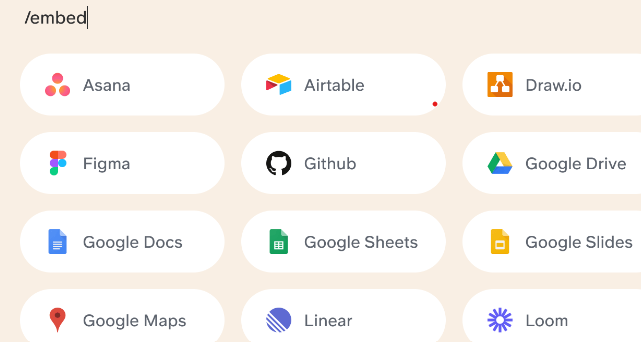 /embed
Asana
Airtable
Draw.io
Figma
Github
Google Drive
Google Docs
Google Sheets
Google Slides
Google Maps
Linear
Loom